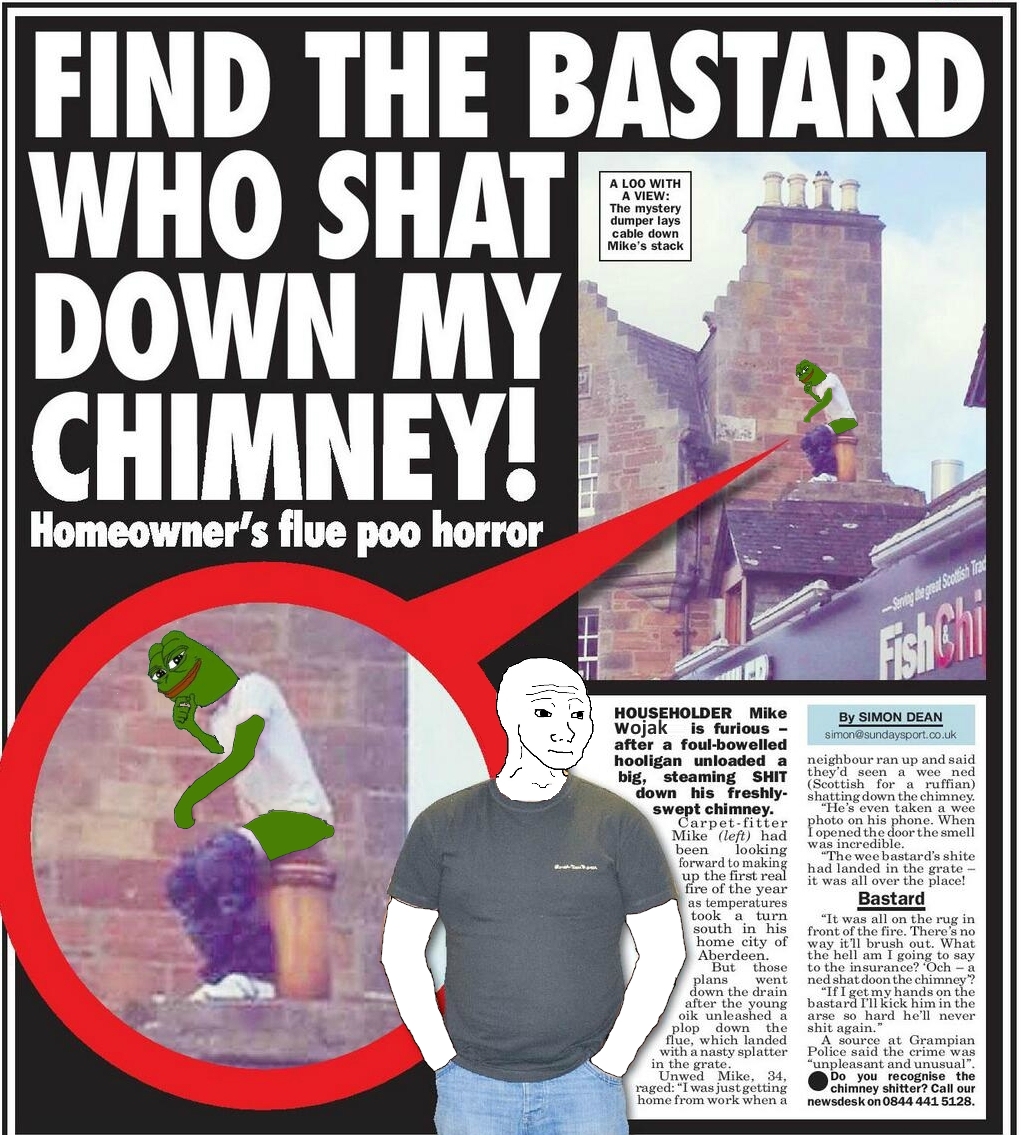 FIND THE BASTARD
WHO SHAT
DOWN MY
CHIMNEY!
Homeowner's flue poo horror
A LOO WITH
A VIEW:
The mystery
dumper lays
cable down
Mike's stack
Serving the great Scottish Trad
Fish & Chi
HOUSEHOLDER Mike
Wojak is furious –
after a foul-bowelled
hooligan unloaded a
big, steaming SHIT
down his freshly-
swept chimney.
Carpet-fitter
Mike (left) had
been looking
forward to making
up the first real
fire of the year
as temperatures
took a turn
south in his
home city of
Aberdeen.
But those
plans went
down the drain
after the young
oik unleashed a
plop down the
flue, which landed
with a nasty splatter
in the grate.
Unwed Mike, 34,
raged: "I was just getting
home from work when a
By SIMON DEAN
simon@sundaysport.co.uk
neighbour ran up and said
they'd seen a wee ned
(Scottish for a ruffian)
shatting down the chimney.
"He's even taken a wee
photo on his phone. When
I opened the door the smell
was incredible.
"The wee bastard's shite
had landed in the grate –
it was all over the place!
Bastard
"It was all on the rug in
front of the fire. There's no
way it'll brush out. What
the hell am I going to say
to the insurance? 'Och – a
ned shat doon the chimney'?
"If I get my hands on the
bastard I'll kick him in the
arse so hard he'll never
shit again."
A source at Grampian
Police said the crime was
"unpleasant and unusual".
● Do you recognise the
chimney shitter? Call our
newsdesk on 0844 441 5128.